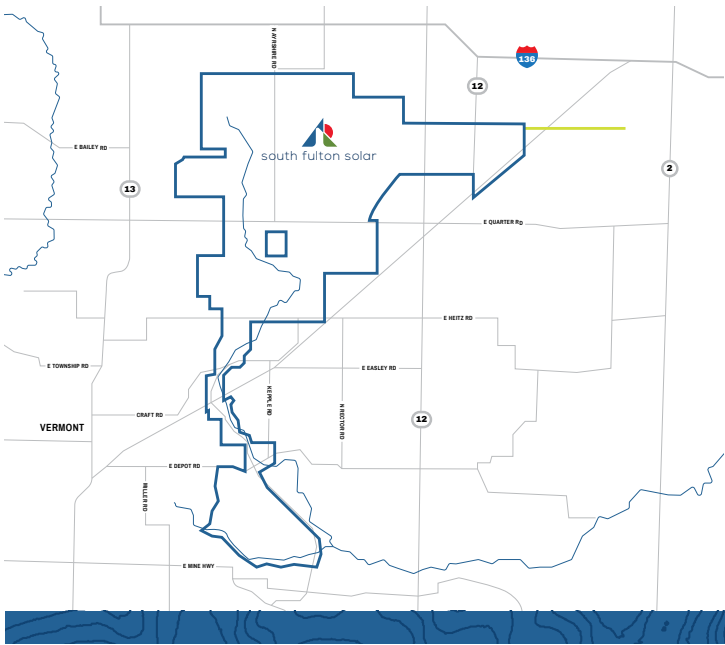 N AYRSHIRE RD
136
12
south fulton solar
E BAILEY RD
2
13
E QUARTER RD
E HEITZ RD
E TOWNSHIP RD
E EASLEY RD
KEPPLE RD
N RECTOR RD
CRAFT RD
12
VERMONT
E DEPOT RD
MILLER RD
E MINE HWY